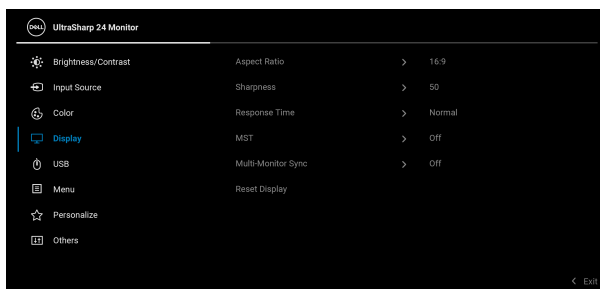 DELL UltraSharp 24 Monitor
Brightness/Contrast Aspect Ratio > 16:9
Input Source Sharpness > 50
Color Response Time > Normal
Display MST > Off
USB Multi-Monitor Sync > Off
Menu Reset Display
Personalize
Others
< Exit